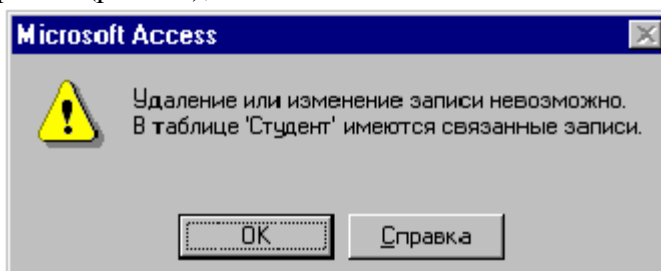 Microsoft Access
Удаление или изменение записи невозможно.
В таблице 'Студент' имеются связанные записи.
OK
Справка